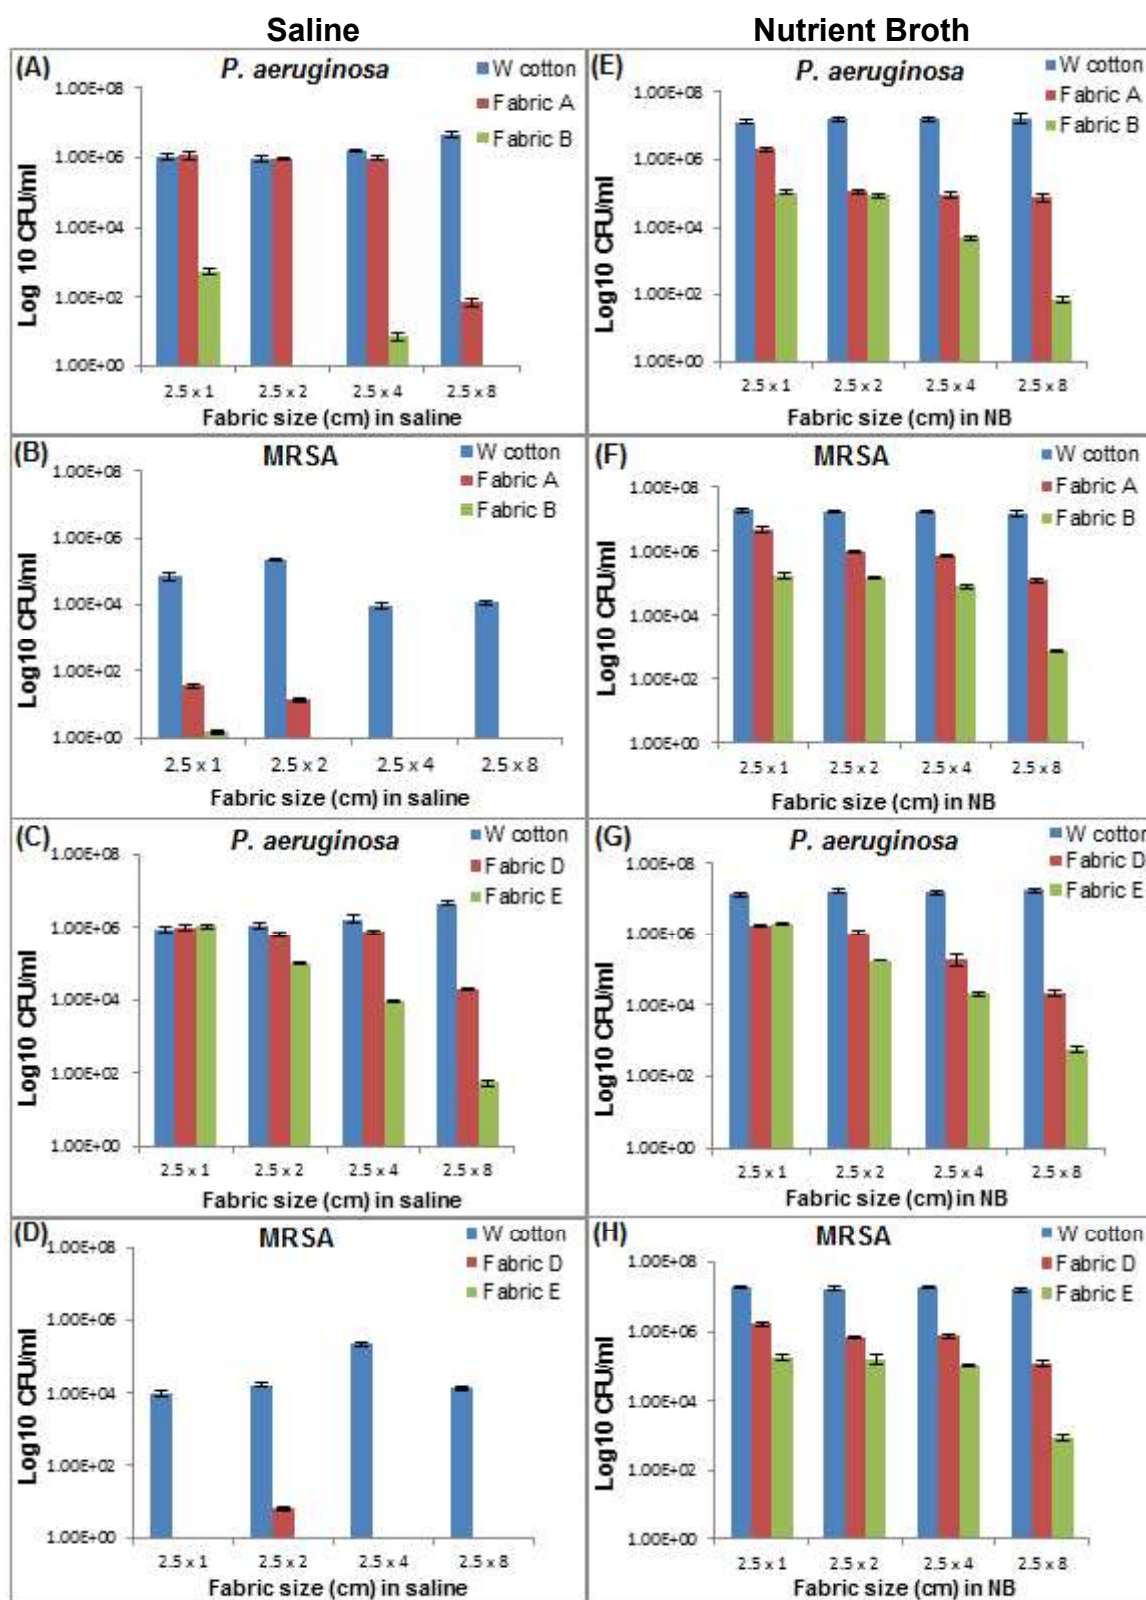 Saline
Nutrient Broth
(A)
P. aeruginosa
W cotton
Fabric A
Fabric B
Log 10 CFU/ml
1.00E+08
1.00E+06
1.00E+04
1.00E+02
1.00E+00
2.5 x 1
2.5 x 2
2.5 x 4
2.5 x 8
Fabric size (cm) in saline
(E)
P. aeruginosa
W cotton
Fabric A
Fabric B
Log10 CFU/ml
1.00E+08
1.00E+06
1.00E+04
1.00E+02
1.00E+00
2.5 x 1
2.5 x 2
2.5 x 4
2.5 x 8
Fabric size (cm) in NB
(B)
MRSA
W cotton
Fabric A
Fabric B
Log10 CFU/ml
1.00E+08
1.00E+06
1.00E+04
1.00E+02
1.00E+00
2.5 x 1
2.5 x 2
2.5 x 4
2.5 x 8
Fabric size (cm) in saline
(F)
MRSA
W cotton
Fabric A
Fabric B
Log10 CFU/ml
1.00E+08
1.00E+06
1.00E+04
1.00E+02
1.00E+00
2.5 x 1
2.5 x 2
2.5 x 4
2.5 x 8
Fabric size (cm) in NB
(C)
P. aeruginosa
W cotton
Fabric D
Fabric E
Log10 CFU/ml
1.00E+08
1.00E+06
1.00E+04
1.00E+02
1.00E+00
2.5 x 1
2.5 x 2
2.5 x 4
2.5 x 8
Fabric size (cm) in saline
(G)
P. aeruginosa
W cotton
Fabric D
Fabric E
Log10 CFU/ml
1.00E+08
1.00E+06
1.00E+04
1.00E+02
1.00E+00
2.5 x 1
2.5 x 2
2.5 x 4
2.5 x 8
Fabric size (cm) in NB
(D)
MRSA
W cotton
Fabric D
Fabric E
Log10 CFU/ml
1.00E+08
1.00E+06
1.00E+04
1.00E+02
1.00E+00
2.5 x 1
2.5 x 2
2.5 x 4
2.5 x 8
Fabric size (cm) in saline
(H)
MRSA
W cotton
Fabric D
Fabric E
Log10 CFU/ml
1.00E+08
1.00E+06
1.00E+04
1.00E+02
1.00E+00
2.5 x 1
2.5 x 2
2.5 x 4
2.5 x 8
Fabric size (cm) in NB